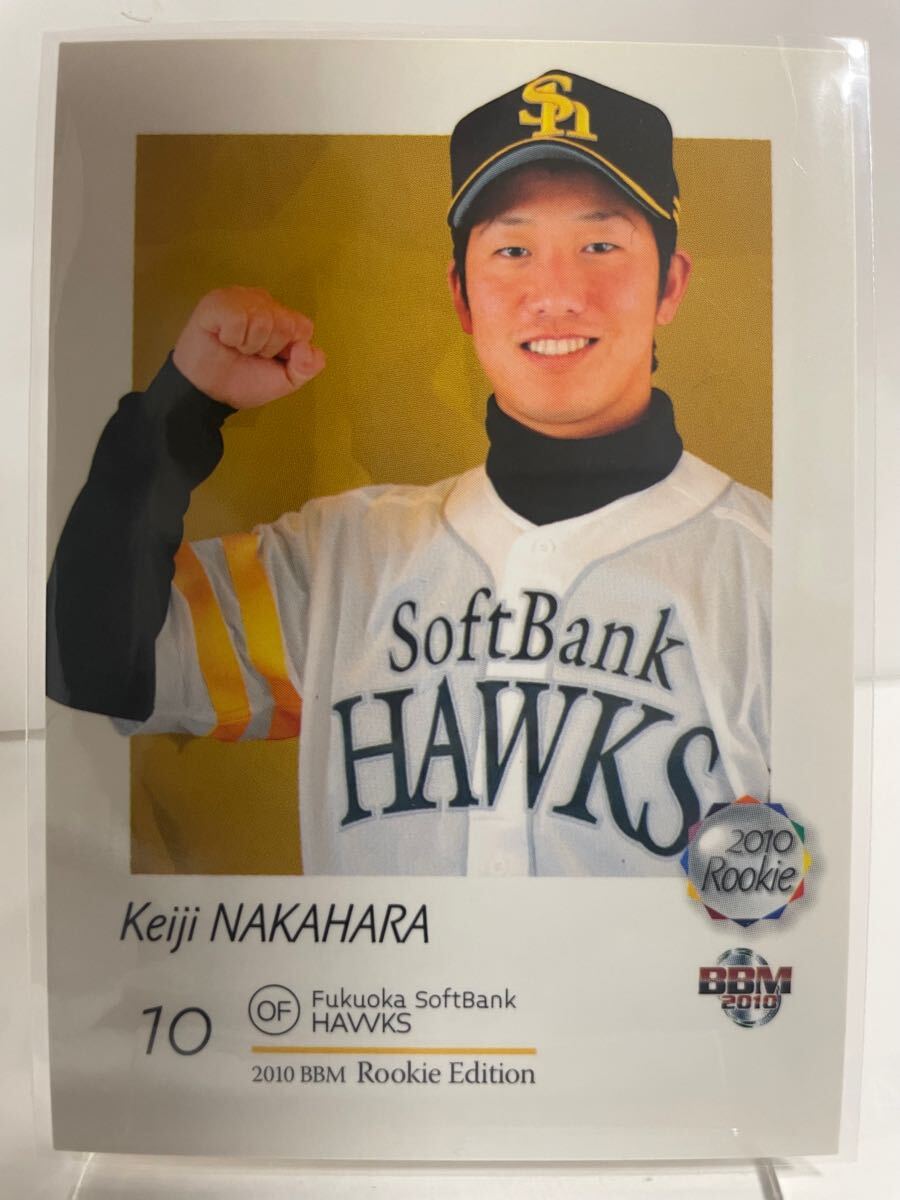 Sh
SoftBank
HAWKS
2010
Rookie
Keiji NAKAHARA
BBM
2010
10
OF
Fukuoka SoftBank
HAWKS
2010 BBM Rookie Edition